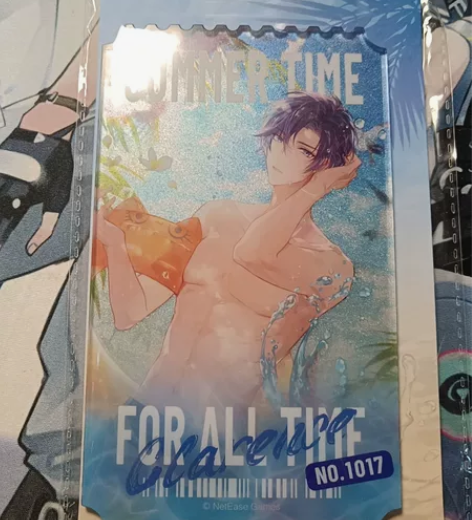 SUMMER TIME
FOR ALL TIME
Clarence
NO.1017
© NetEase Games